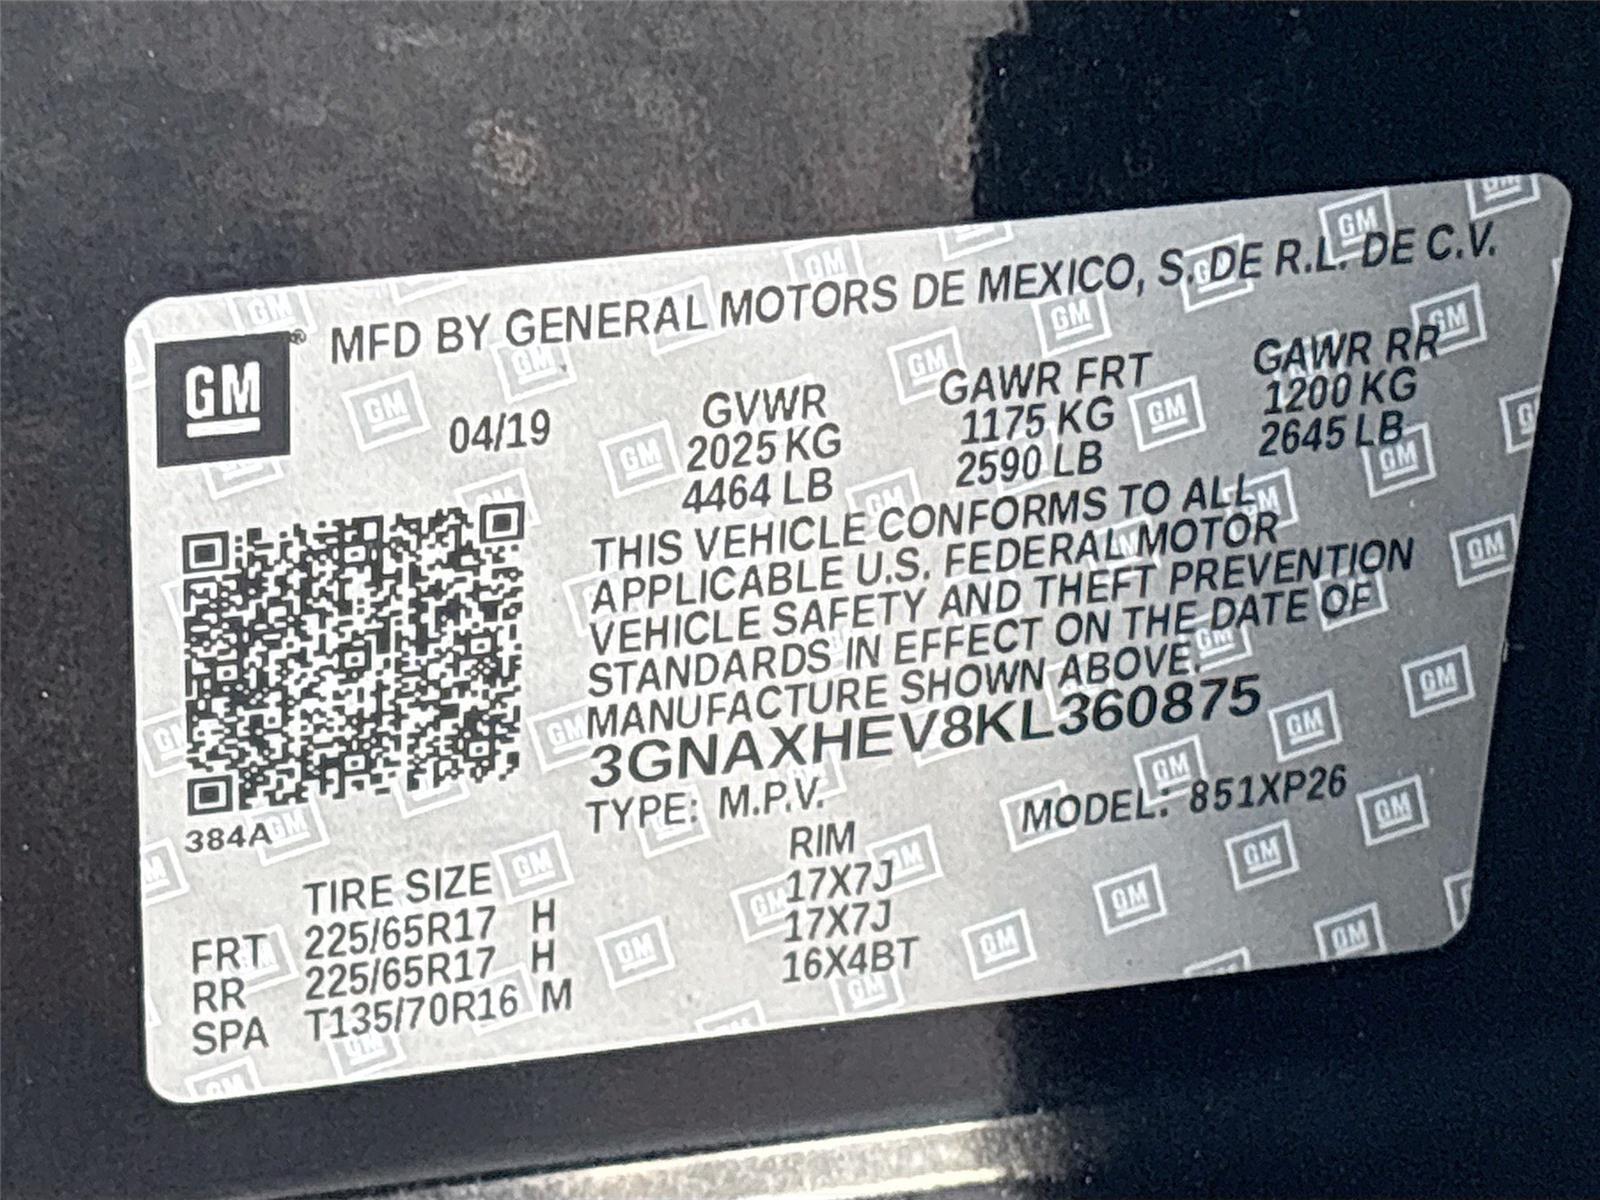 MFD BY GENERAL MOTORS DE MEXICO, S. DE R.L. DE C.V.
GM®
04/19
GVWR GAWR FRT GAWR RR
2025 KG 1175 KG 1200 KG
4464 LB 2590 LB 2645 LB
THIS VEHICLE CONFORMS TO ALL
APPLICABLE U.S. FEDERAL MOTOR
VEHICLE SAFETY AND THEFT PREVENTION
STANDARDS IN EFFECT ON THE DATE OF
MANUFACTURE SHOWN ABOVE.
3GNAXHEV8KL360875
TYPE: M.P.V. MODEL: 851XP26
384A
TIRE SIZE RIM
FRT 225/65R17 H 17X7J
RR 225/65R17 H 17X7J
SPA T135/70R16 M 16X4BT